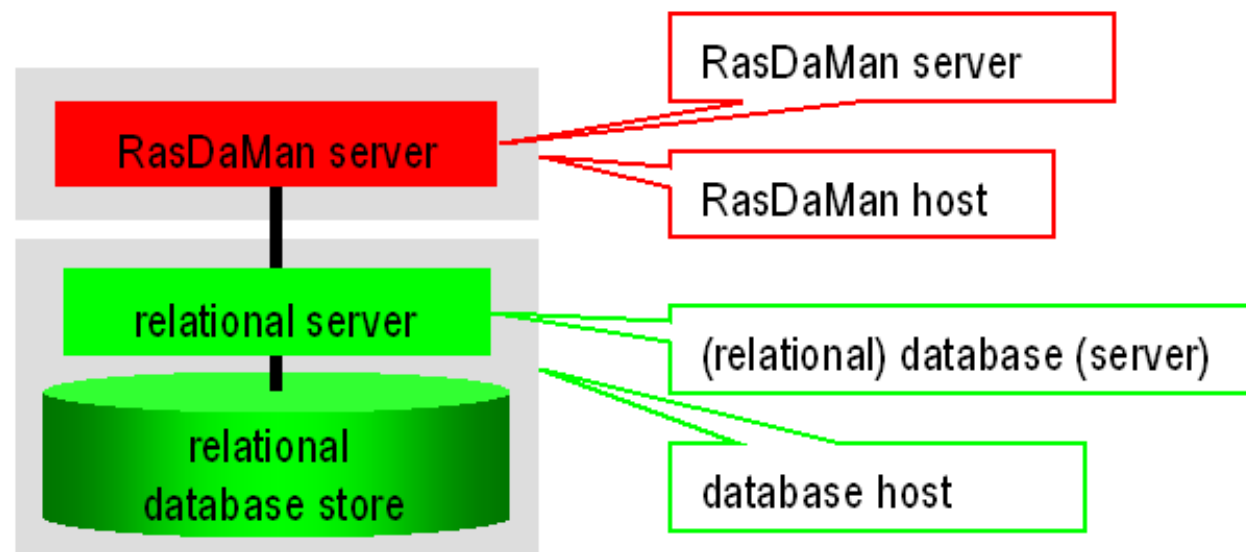 RasDaMan server
RasDaMan server
RasDaMan host
relational server
(relational) database (server)
relational
database store
database host